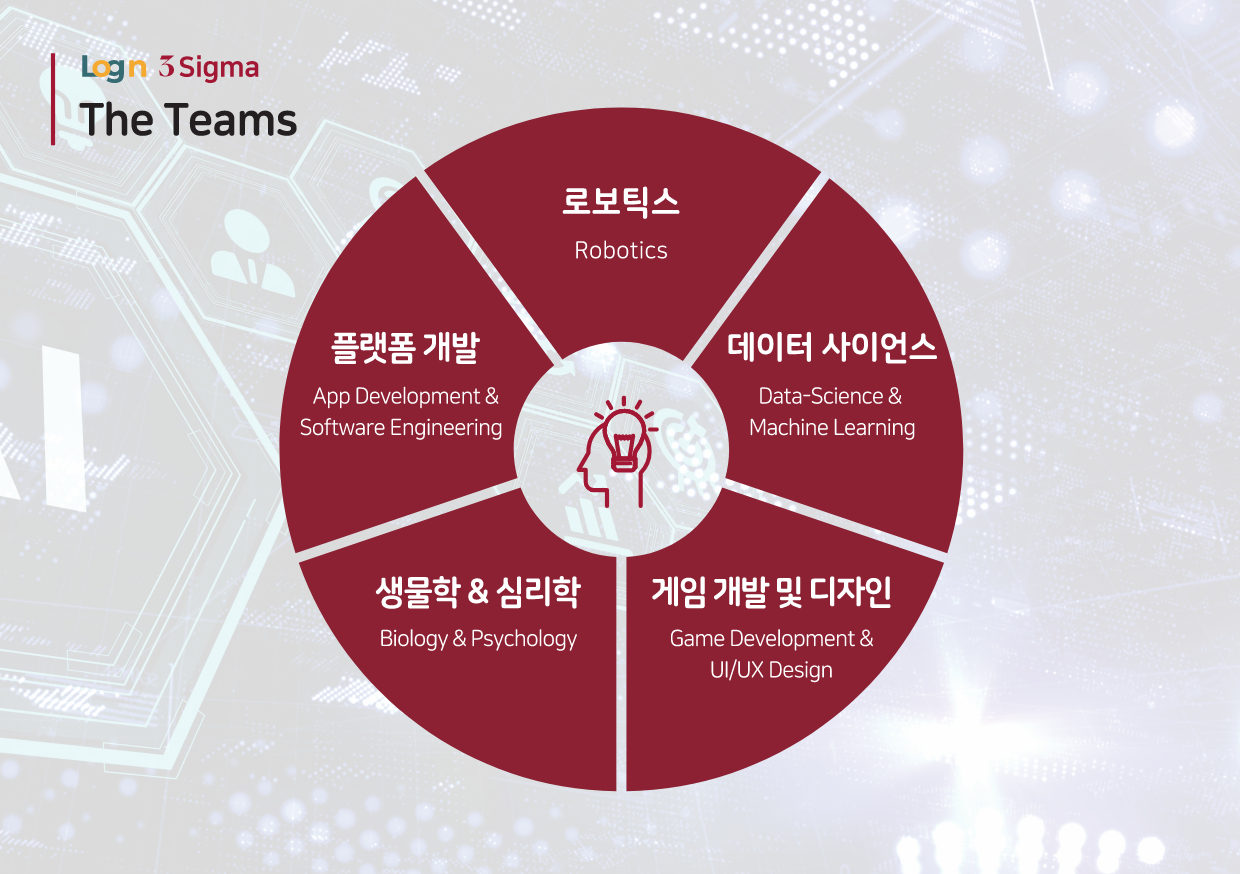 Login 3 Sigma
The Teams
로보틱스
Robotics
플랫폼 개발
App Development &
Software Engineering
데이터 사이언스
Data-Science &
Machine Learning
생물학 & 심리학
Biology & Psychology
게임 개발 및 디자인
Game Development &
UI/UX Design